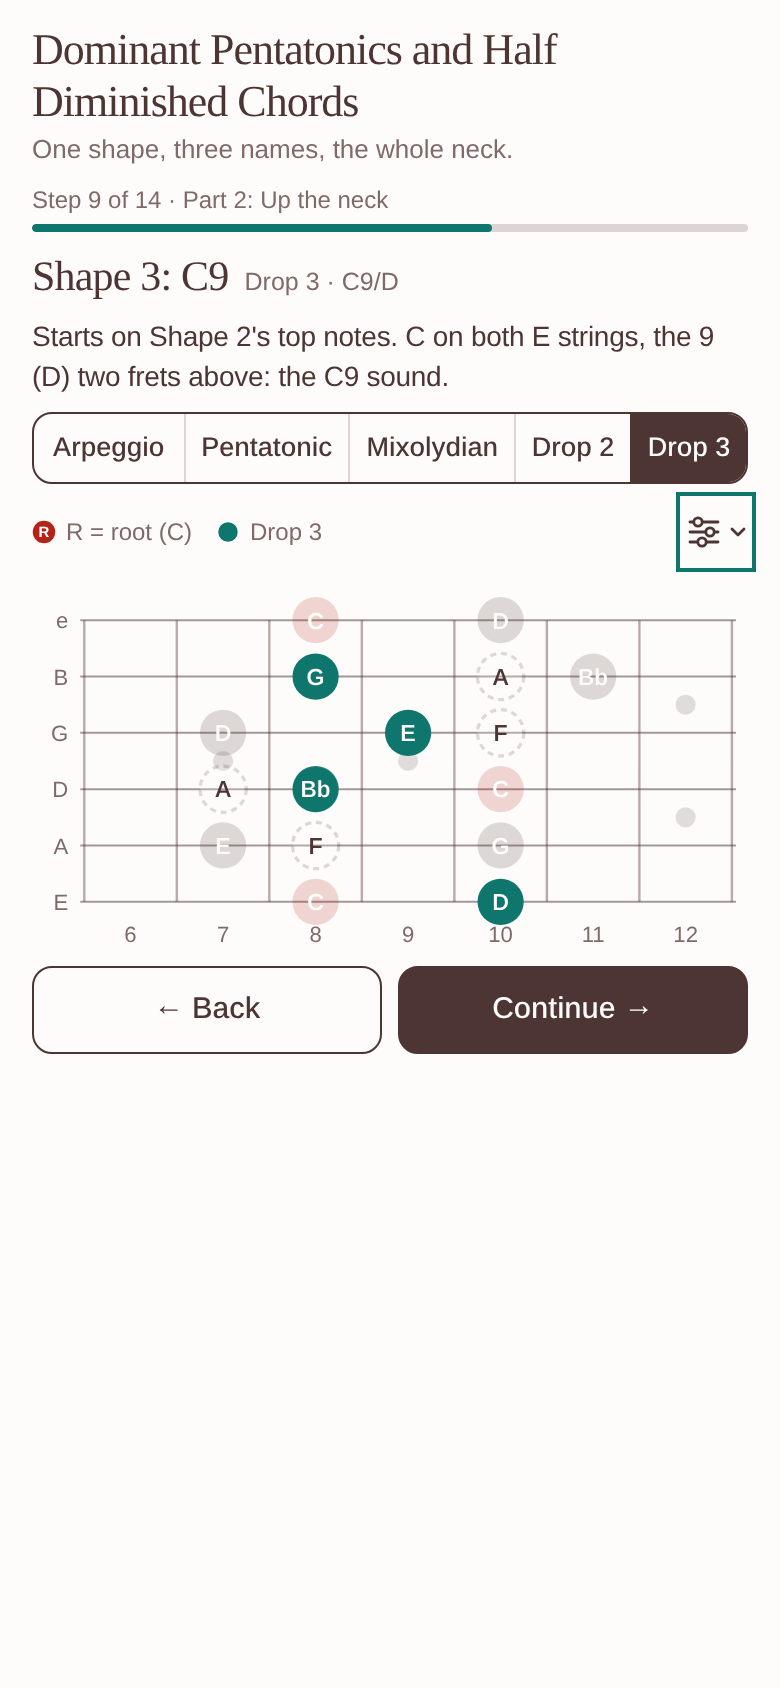 Dominant Pentatonics and Half
Diminished Chords
One shape, three names, the whole neck.
Step 9 of 14 · Part 2: Up the neck
Shape 3: C9 Drop 3 · C9/D
Starts on Shape 2's top notes. C on both E strings, the 9
(D) two frets above: the C9 sound.
Arpeggio Pentatonic Mixolydian Drop 2 Drop 3
R R = root (C) Drop 3
e C D
B G A Bb
G D E F
D A Bb C
A E F G
E C D
6 7 8 9 10 11 12
← Back Continue →